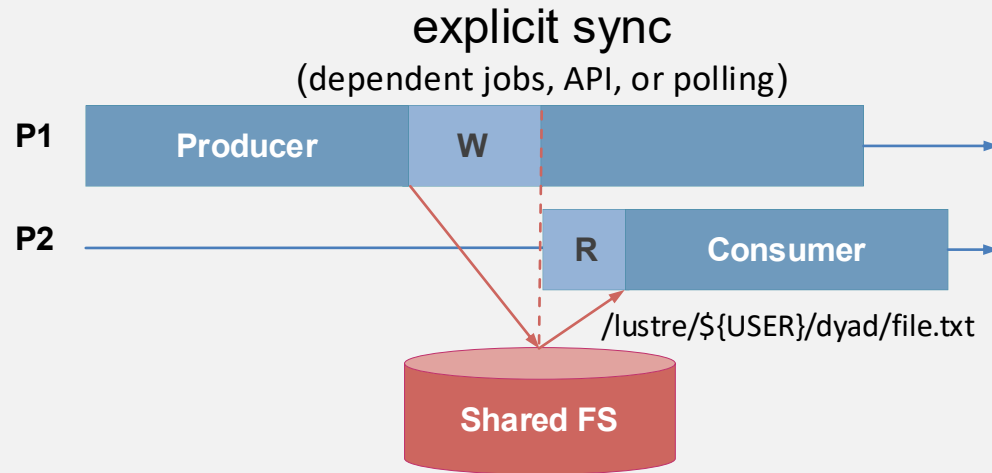 explicit sync
(dependent jobs, API, or polling)
P1
Producer
W
P2
R
Consumer
/lustre/${USER}/dyad/file.txt
Shared FS